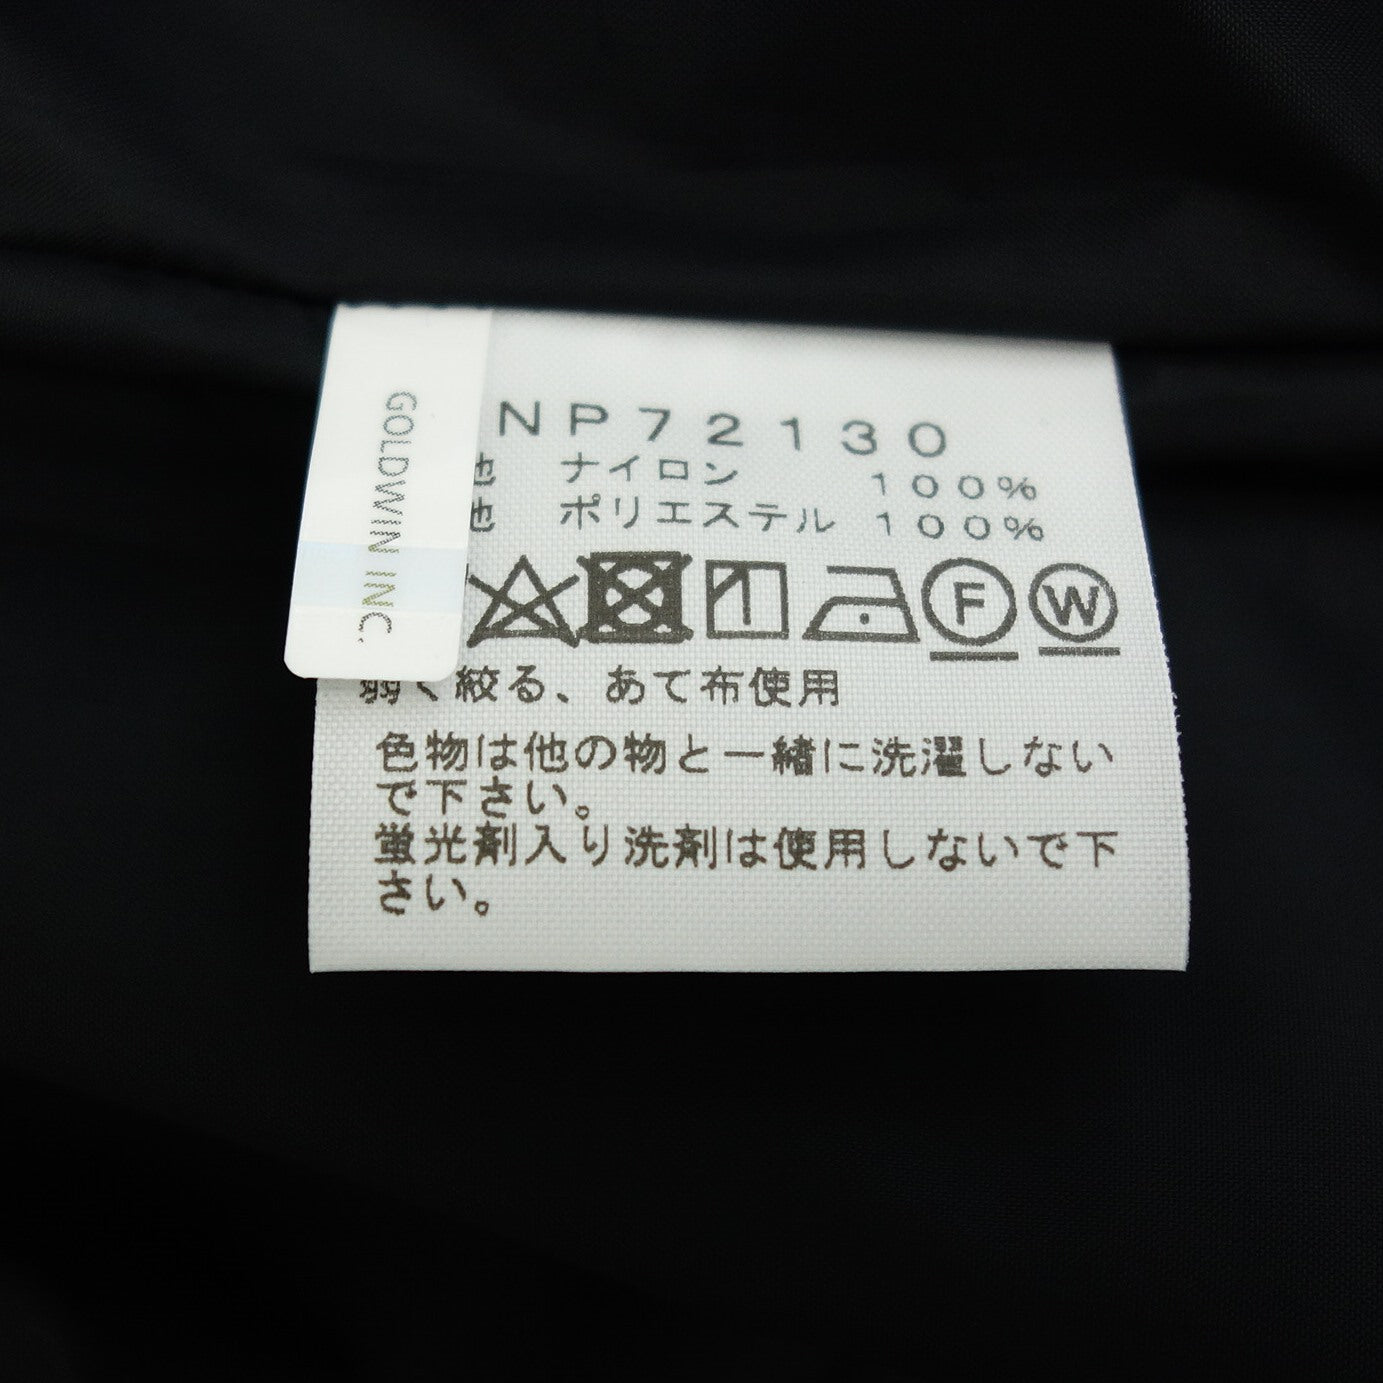 GOLDWIN INC.
NP72130
地 ナイロン 100%
地 ポリエステル 100%
F W
弱く絞る、あて布使用
色物は他の物と一緒に洗濯しない
で下さい。
蛍光剤入り洗剤は使用しないで下
さい。